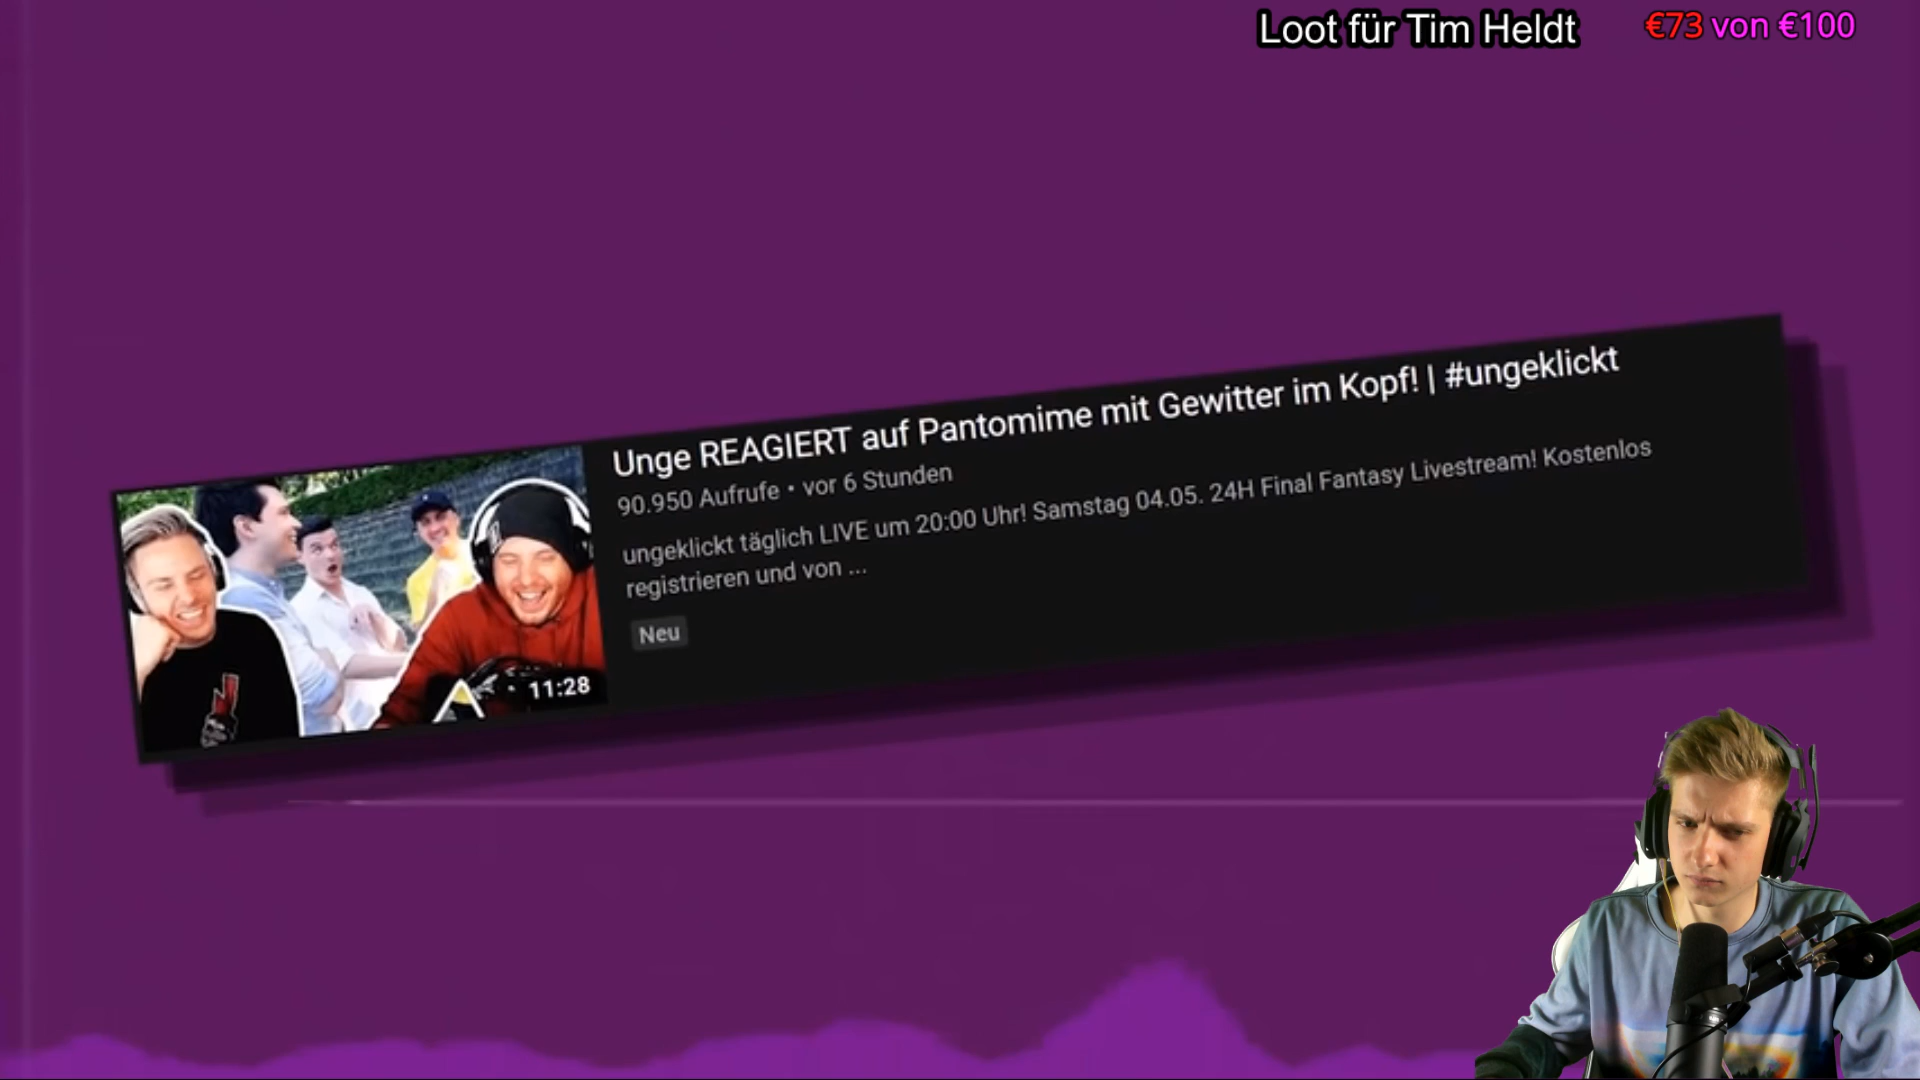 Loot für Tim Heldt
€73 von €100
Unge REAGIERT auf Pantomime mit Gewitter im Kopf! | #ungeklickt
90.950 Aufrufe • vor 6 Stunden
ungeklickt täglich LIVE um 20:00 Uhr! Samstag 04.05. 24H Final Fantasy Livestream! Kostenlos
registrieren und von ...
Neu
11:28